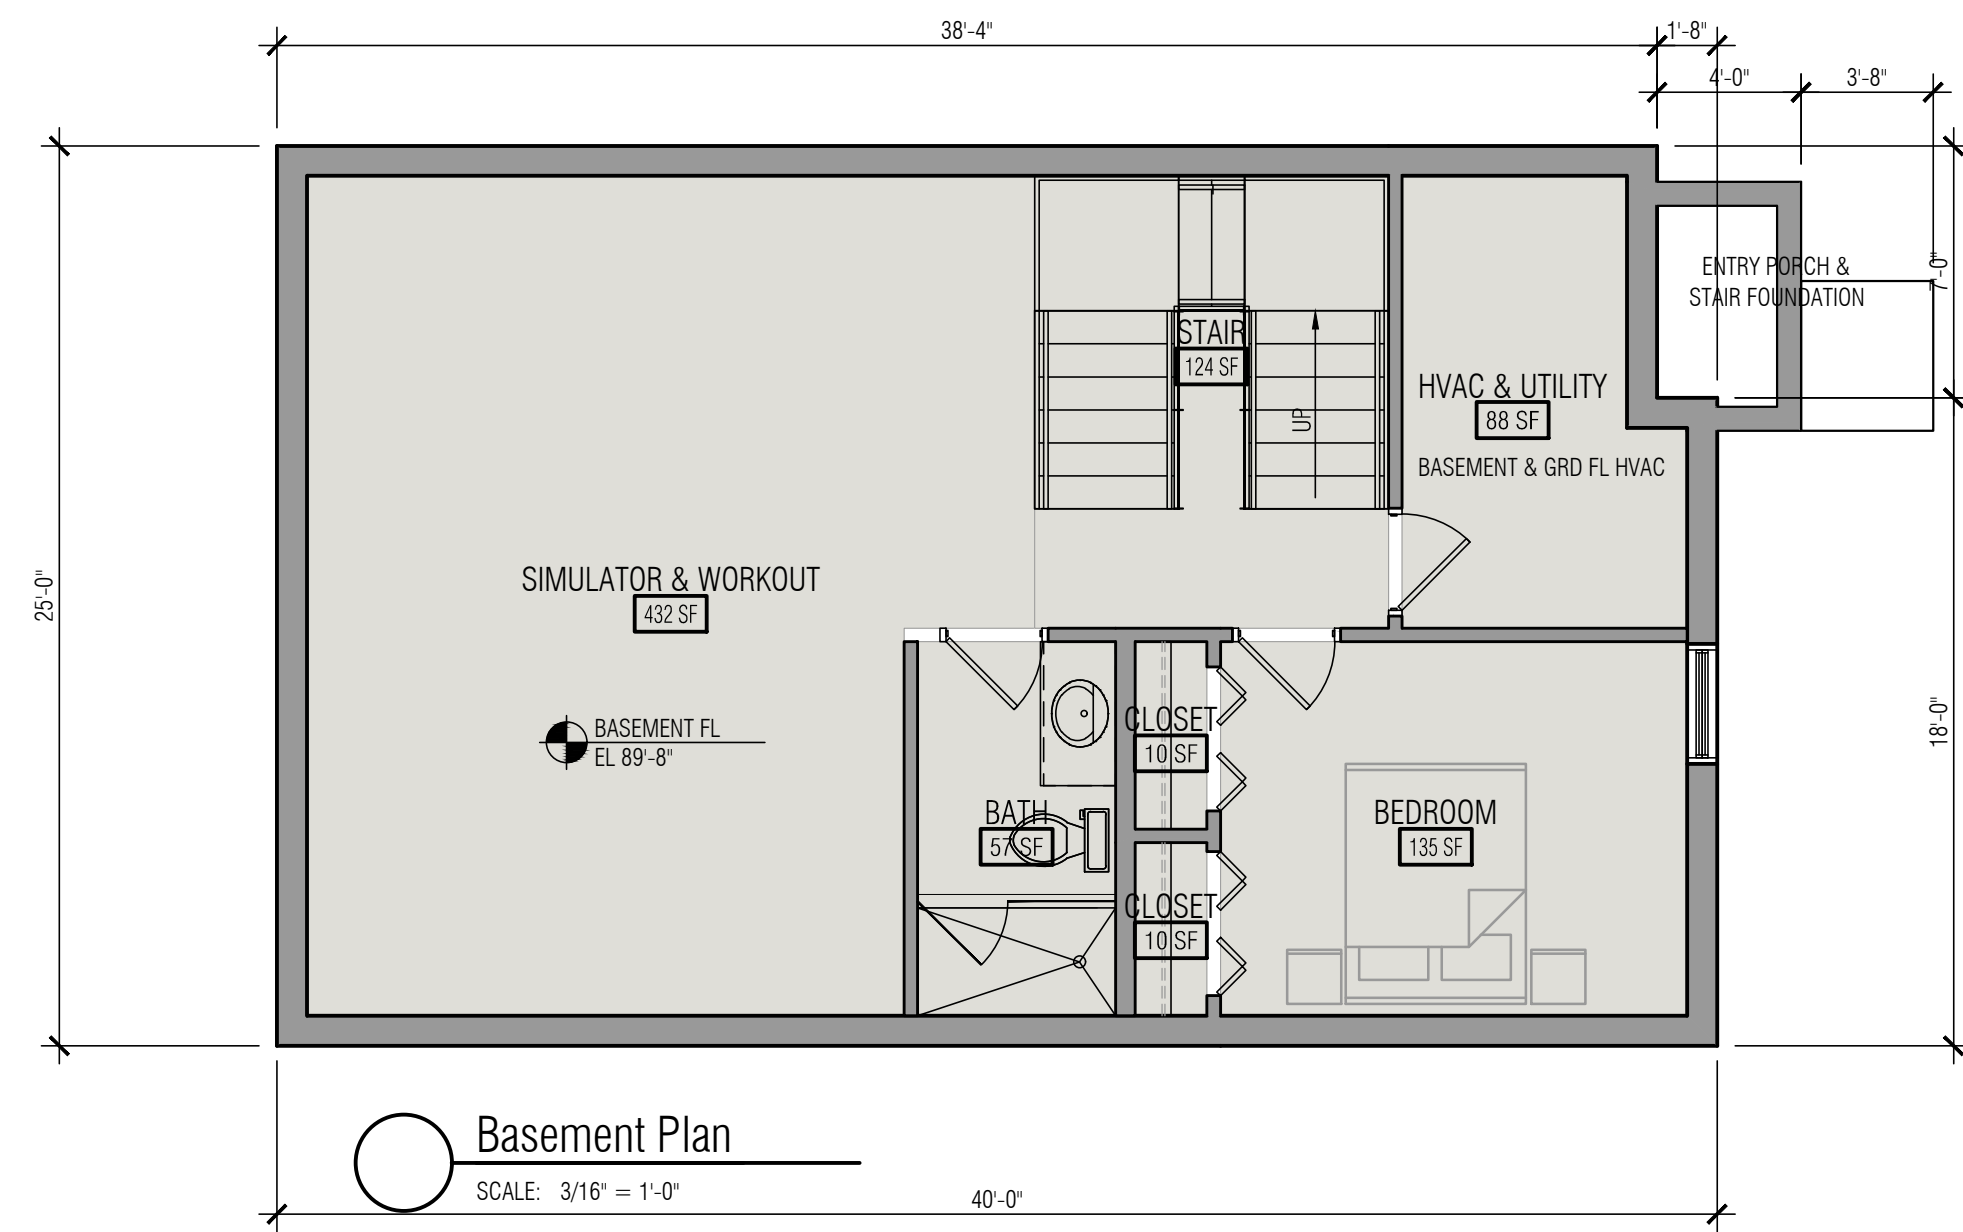 38'-4"
1'-8"
4'-0"
3'-8"
ENTRY PORCH &
STAIR FOUNDATION
7'-0"
STAIR
124 SF
HVAC & UTILITY
88 SF
UP
BASEMENT & GRD FL HVAC
25'-0"
SIMULATOR & WORKOUT
432 SF
BASEMENT FL
EL 89'-8"
CLOSET
10 SF
18'-0"
BATH
57 SF
BEDROOM
135 SF
CLOSET
10 SF
Basement Plan
SCALE: 3/16" = 1'-0"
40'-0"